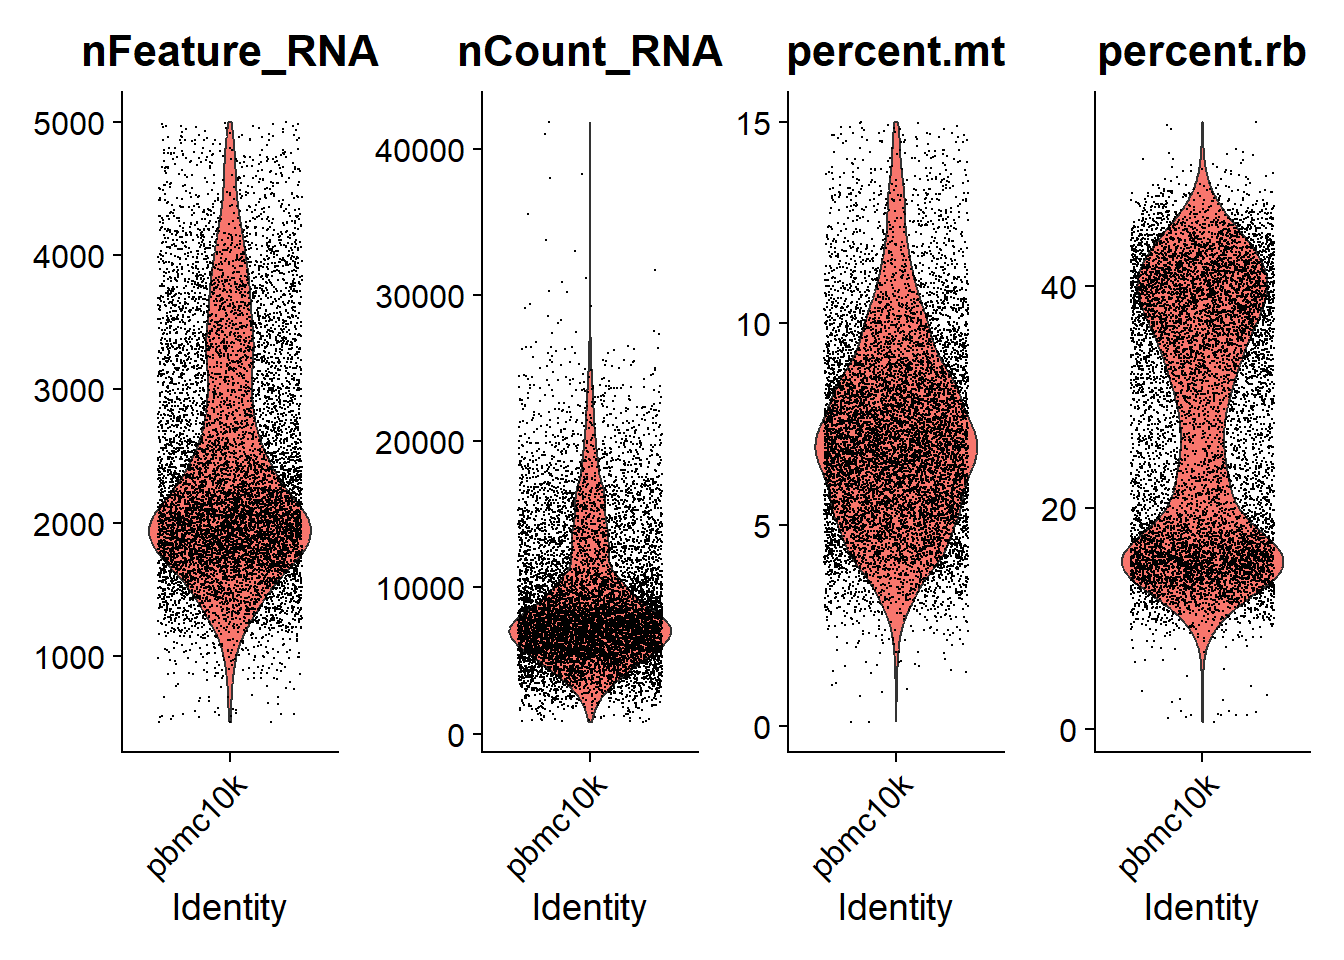 nFeature_RNA
5000
4000
3000
2000
1000
pbmc10k
Identity
nCount_RNA
40000
30000
20000
10000
0
pbmc10k
Identity
percent.mt
15
10
5
0
pbmc10k
Identity
percent.rb
40
20
0
pbmc10k
Identity